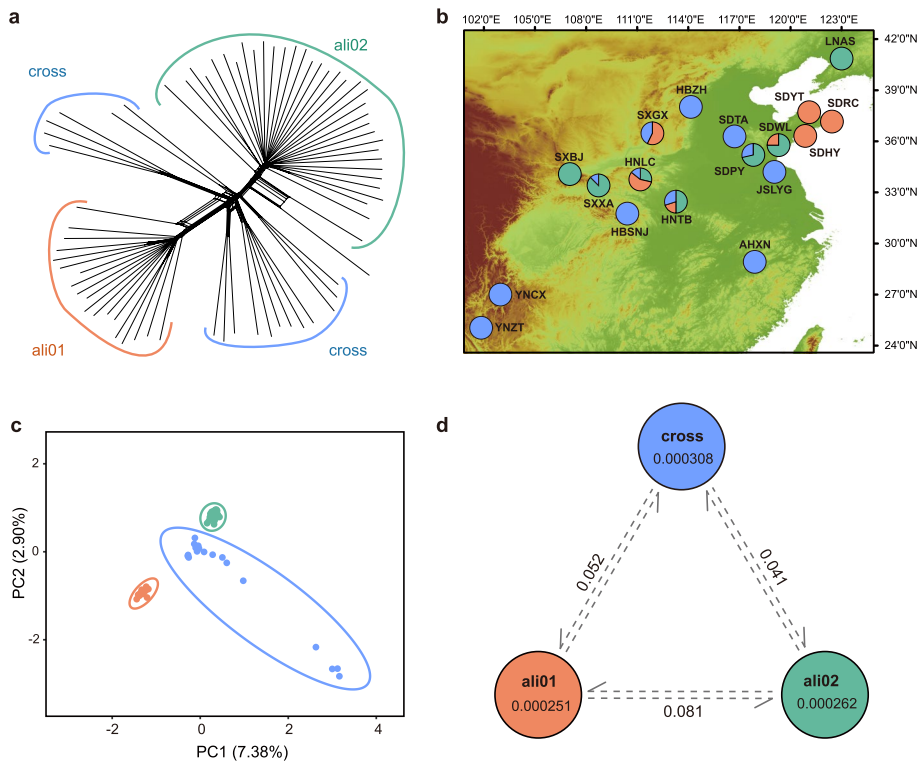 a
ali02
cross
ali01
cross
b
102°0'E 105°0'E 108°0'E 111°0'E 114°0'E 117°0'E 120°0'E 123°0'E
42°0'N
39°0'N
36°0'N
33°0'N
30°0'N
27°0'N
24°0'N
LNAS
HBZH
SDYT
SDRC
SXGX
SDTA
SDWL
SDHY
SXBJ
HNLC
SDPY
JSLYG
SXXA
HNTB
HBSNJ
AHXN
YNCX
YNZT
c
PC2 (2.90%)
2
0
-2
-2 0 2 4
PC1 (7.38%)
d
cross
0.000308
0.052
0.041
ali01
0.000251
ali02
0.000262
0.081